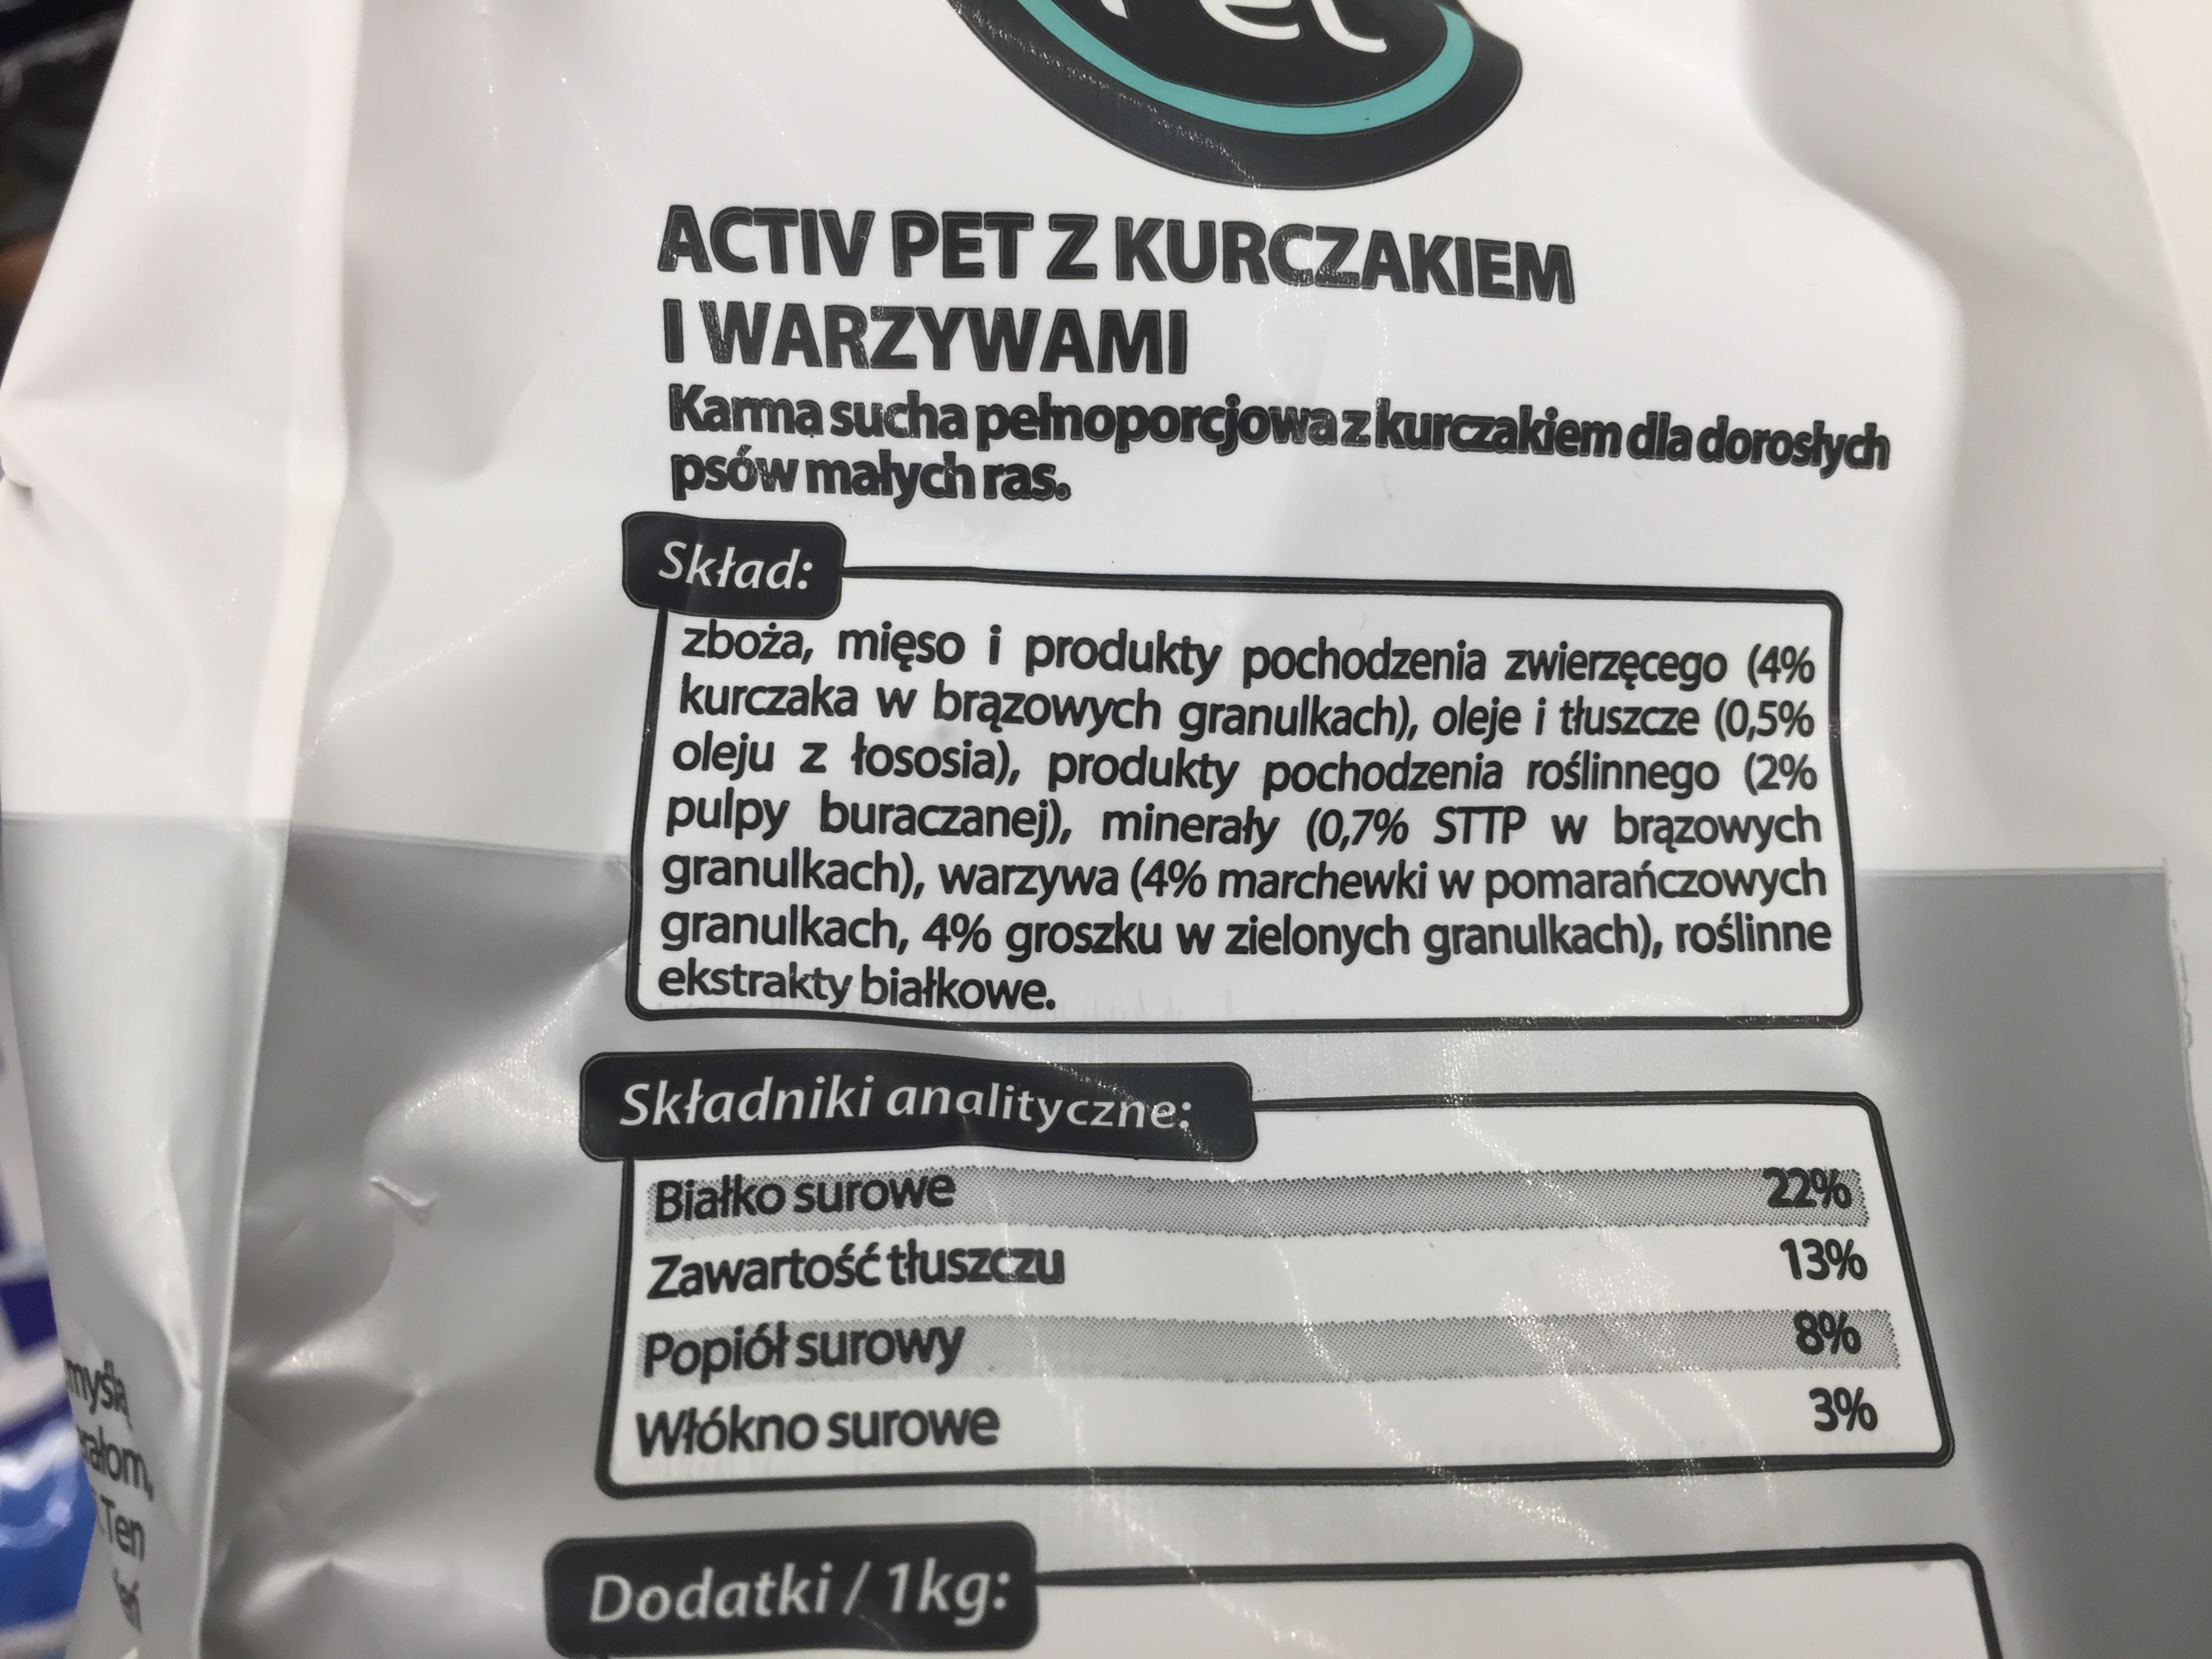 ACTIV PET Z KURCZAKIEM
I WARZYWAMI
Karma sucha pełnoporcjowa z kurczakiem dla dorosłych
psów małych ras.
Skład:
zboża, mięso i produkty pochodzenia zwierzęcego (4%
kurczaka w brązowych granulkach), oleje i tłuszcze (0,5%
oleju z łososia), produkty pochodzenia roślinnego (2%
pulpy buraczanej), minerały (0,7% STTP w brązowych
granulkach), warzywa (4% marchewki w pomarańczowych
granulkach, 4% groszku w zielonych granulkach), roślinne
ekstrakty białkowe.
Składniki analityczne:
Białko surowe 22%
Zawartość tłuszczu 13%
Popiół surowy 8%
Włókno surowe 3%
Dodatki / 1kg:
Ten